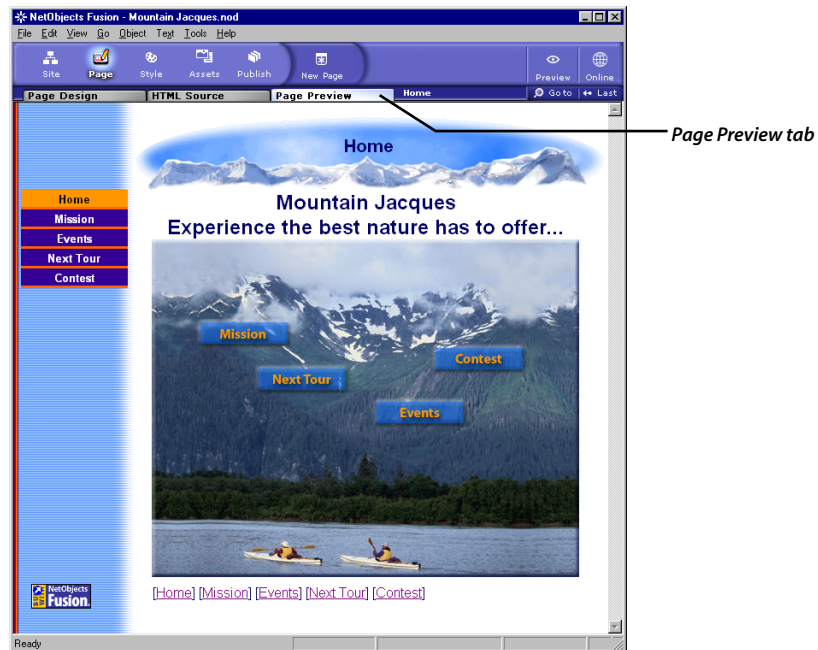 NetObjects Fusion - Mountain Jacques.nod
File Edit View Go Object Text Tools Help
Site Page Style Assets Publish New Page Preview Online
Page Design HTML Source Page Preview Home Go to Last
Page Preview tab
Home
Home
Mission
Events
Next Tour
Contest
Mountain Jacques
Experience the best nature has to offer...
Mission
Contest
Next Tour
Events
NetObjects
Fusion
[Home] [Mission] [Events] [Next Tour] [Contest]
Ready